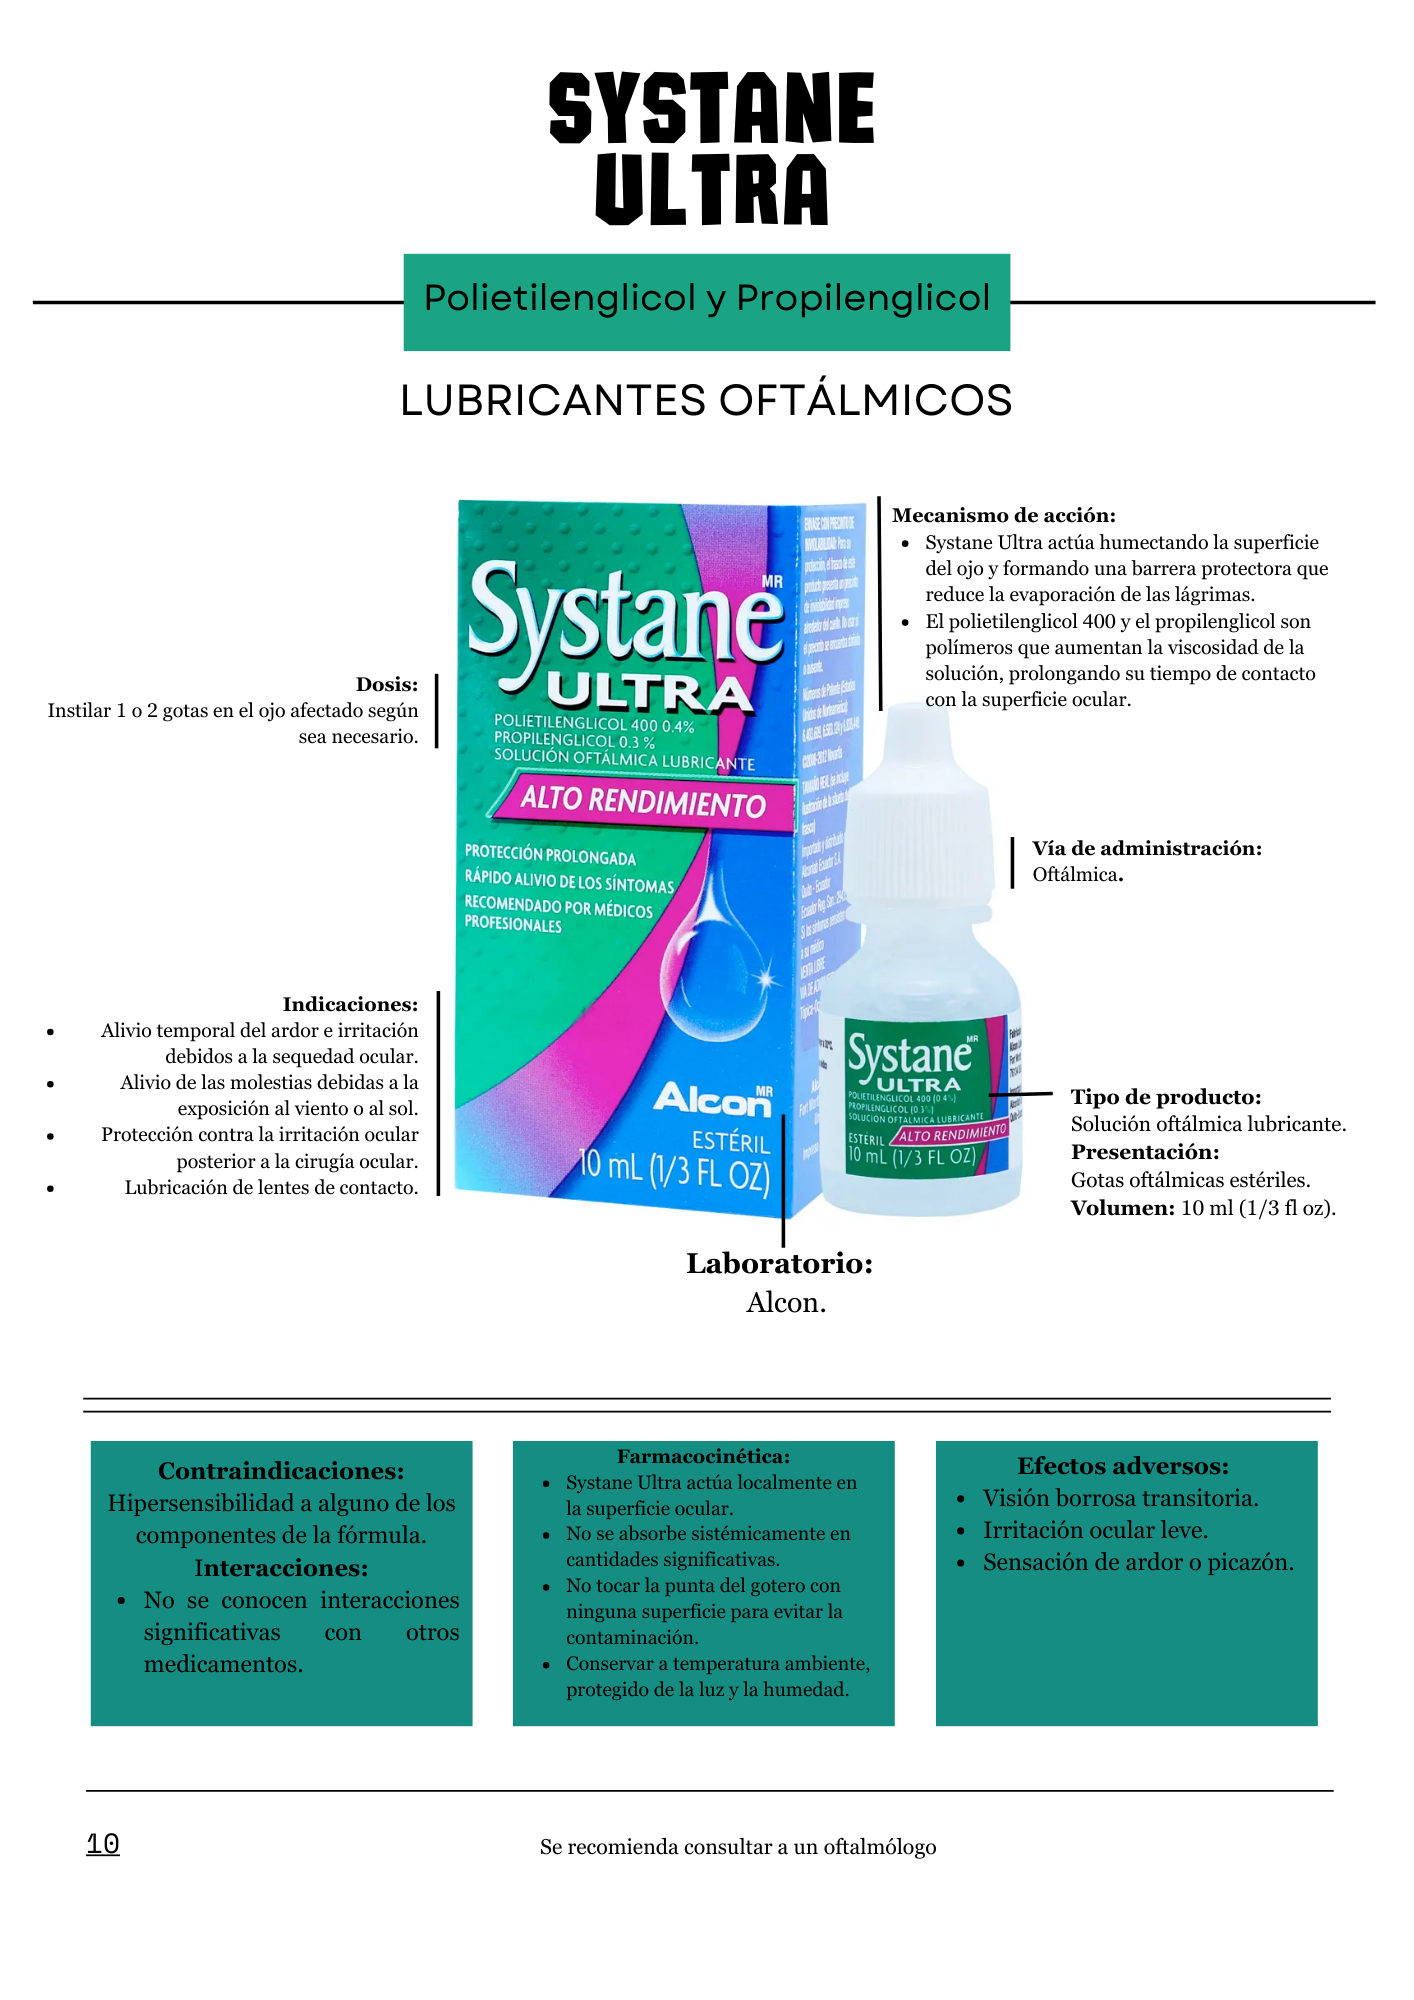 SYSTANE
ULTRA
Polietilenglicol y Propilenglicol
LUBRICANTES OFTÁLMICOS
Mecanismo de acción:
• Systane Ultra actúa humectando la superficie
del ojo y formando una barrera protectora que
reduce la evaporación de las lágrimas.
• El polietilenglicol 400 y el propilenglicol son
polímeros que aumentan la viscosidad de la
solución, prolongando su tiempo de contacto
con la superficie ocular.
Dosis:
Instilar 1 o 2 gotas en el ojo afectado según
sea necesario.
Systane MR
ULTRA
POLIETILENGLICOL 400 0.4%
PROPILENGLICOL 0.3 %
SOLUCIÓN OFTÁLMICA LUBRICANTE
ALTO RENDIMIENTO
PROTECCIÓN PROLONGADA
RÁPIDO ALIVIO DE LOS SÍNTOMAS
RECOMENDADO POR MÉDICOS
PROFESIONALES
Alcon MR
ESTÉRIL
10 mL (1/3 FL OZ)
Vía de administración:
Oftálmica.
Indicaciones:
• Alivio temporal del ardor e irritación
debidos a la sequedad ocular.
• Alivio de las molestias debidas a la
exposición al viento o al sol.
• Protección contra la irritación ocular
posterior a la cirugía ocular.
• Lubricación de lentes de contacto.
Systane MR
ULTRA
POLIETILENGLICOL 400 (0.4%)
PROPILENGLICOL (0.3%)
SOLUCIÓN OFTÁLMICA LUBRICANTE
ESTÉRIL ALTO RENDIMIENTO
10 mL (1/3 FL OZ)
Tipo de producto:
Solución oftálmica lubricante.
Presentación:
Gotas oftálmicas estériles.
Volumen: 10 ml (1/3 fl oz).
Laboratorio:
Alcon.
Contraindicaciones:
Hipersensibilidad a alguno de los
componentes de la fórmula.
Interacciones:
• No se conocen interacciones
significativas con otros
medicamentos.
Farmacocinética:
• Systane Ultra actúa localmente en
la superficie ocular.
• No se absorbe sistémicamente en
cantidades significativas.
• No tocar la punta del gotero con
ninguna superficie para evitar la
contaminación.
• Conservar a temperatura ambiente,
protegido de la luz y la humedad.
Efectos adversos:
• Visión borrosa transitoria.
• Irritación ocular leve.
• Sensación de ardor o picazón.
10
Se recomienda consultar a un oftalmólogo